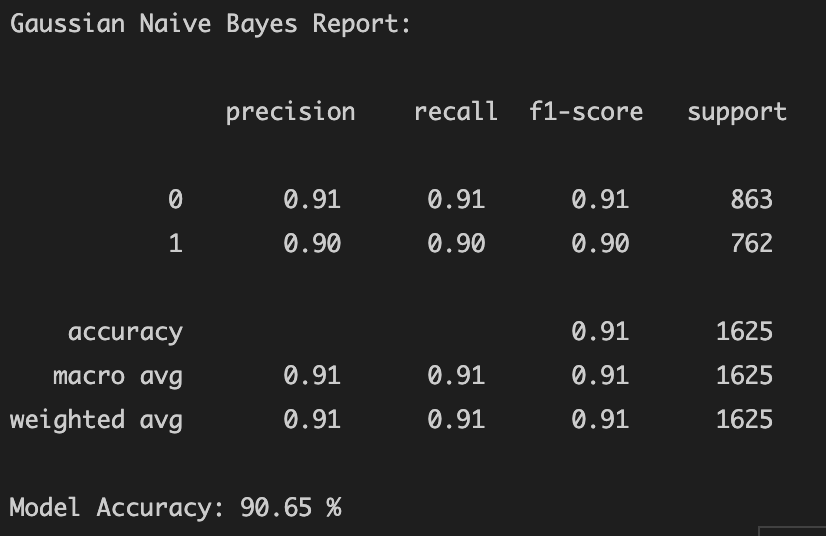 Gaussian Naive Bayes Report:
precision recall f1-score support
0 0.91 0.91 0.91 863
1 0.90 0.90 0.90 762
accuracy 0.91 1625
macro avg 0.91 0.91 0.91 1625
weighted avg 0.91 0.91 0.91 1625
Model Accuracy: 90.65 %